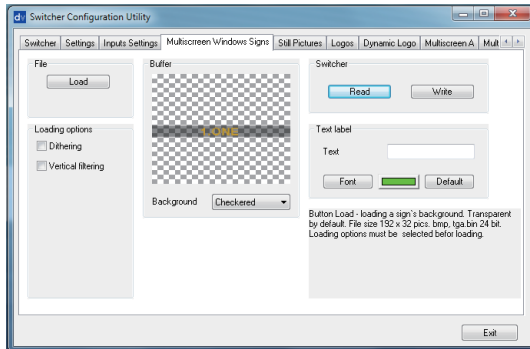 dv Switcher Configuration Utility
Switcher Settings Inputs Settings Multiscrreen Windows Signs Still Pictures Logos Dynamic Logo Multiscreen A Mult
File
Load
Loading options
Dithering
Vertical filtering
Buffer
1 ONE
Background Checkered
Switcher
Read Write
Text label
Text
Font Default
Button Load - loading a sign's background. Transparent
by default. File size 192 x 32 pics. bmp, tga.bin 24 bit.
Loading options must be selected befor loading.
Exit